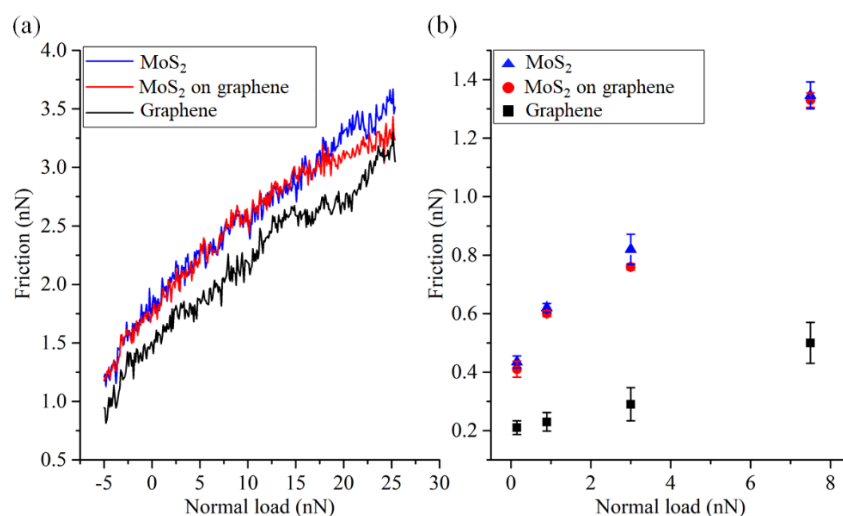 (a)
MoS2
MoS2 on graphene
Graphene
4.0
3.5
3.0
2.5
2.0
1.5
1.0
0.5
Friction (nN)
-5 0 5 10 15 20 25 30
Normal load (nN)
(b)
MoS2
MoS2 on graphene
Graphene
1.4
1.2
1.0
0.8
0.6
0.4
0.2
Friction (nN)
0 2 4 6 8
Normal load (nN)